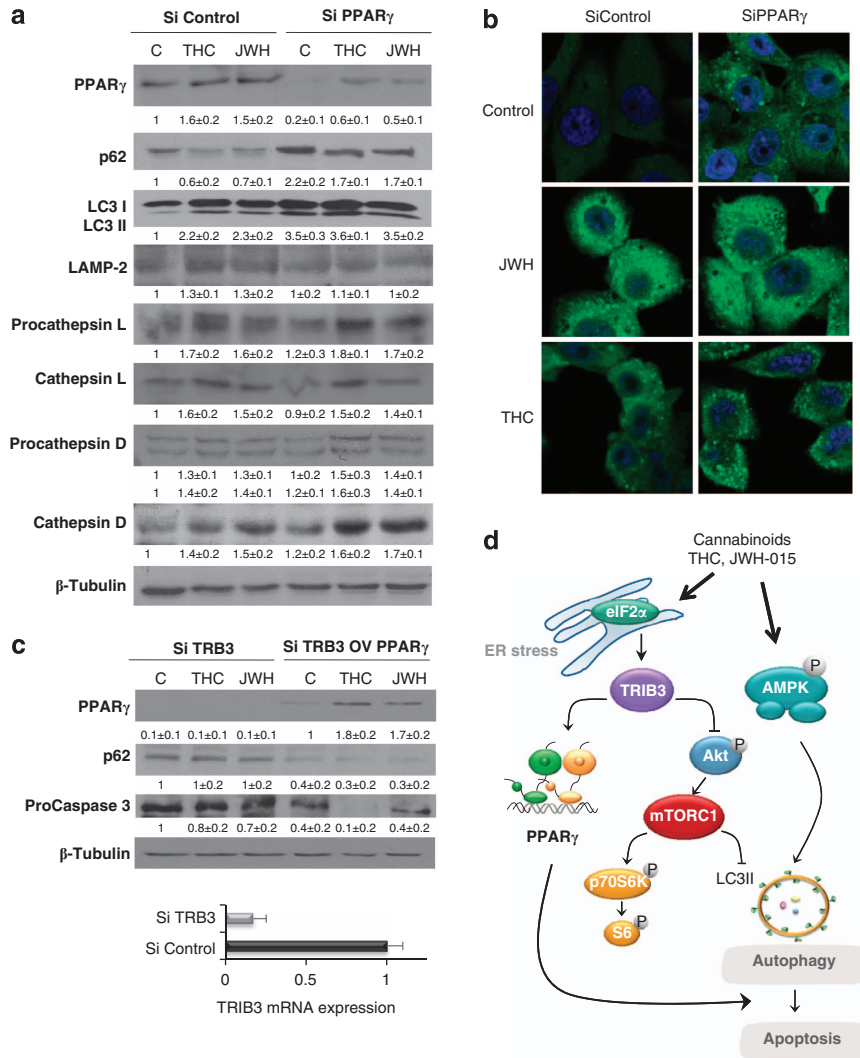 a
Si Control
Si PPARγ
C THC JWH C THC JWH
PPARγ
1 1.6±0.2 1.5±0.2 0.2±0.1 0.6±0.1 0.5±0.1
p62
1 0.6±0.2 0.7±0.1 2.2±0.2 1.7±0.1 1.7±0.1
LC3 I
LC3 II
1 2.2±0.2 2.3±0.2 3.5±0.3 3.6±0.1 3.5±0.2
LAMP-2
1 1.3±0.1 1.3±0.2 1±0.2 1.1±0.1 1±0.2
Procathepsin L
1 1.7±0.2 1.6±0.2 1.2±0.3 1.8±0.1 1.7±0.2
Cathepsin L
1 1.6±0.2 1.5±0.2 0.9±0.2 1.5±0.2 1.4±0.1
Procathepsin D
1 1.3±0.1 1.3±0.1 1±0.2 1.5±0.3 1.4±0.1
1 1.4±0.2 1.4±0.1 1.2±0.1 1.6±0.3 1.4±0.1
Cathepsin D
1 1.4±0.2 1.5±0.2 1.2±0.2 1.6±0.2 1.7±0.1
β-Tubulin
b
SiControl SiPPARγ
Control
JWH
THC
c
Si TRB3
Si TRB3 OV PPARγ
C THC JWH C THC JWH
PPARγ
0.1±0.1 0.1±0.1 0.1±0.1 1 1.8±0.2 1.7±0.2
p62
1 1±0.2 1±0.2 0.4±0.2 0.3±0.2 0.3±0.2
ProCaspase 3
1 0.8±0.2 0.7±0.2 0.4±0.2 0.1±0.2 0.4±0.2
β-Tubulin
Si TRB3
Si Control
0 0.5 1
TRIB3 mRNA expression
d
Cannabinoids
THC, JWH-015
eIF2α
ER stress
TRIB3
P
AMPK
Akt
P
mTORC1
PPARγ
p70S6K
P
LC3II
S6
P
Autophagy
Apoptosis